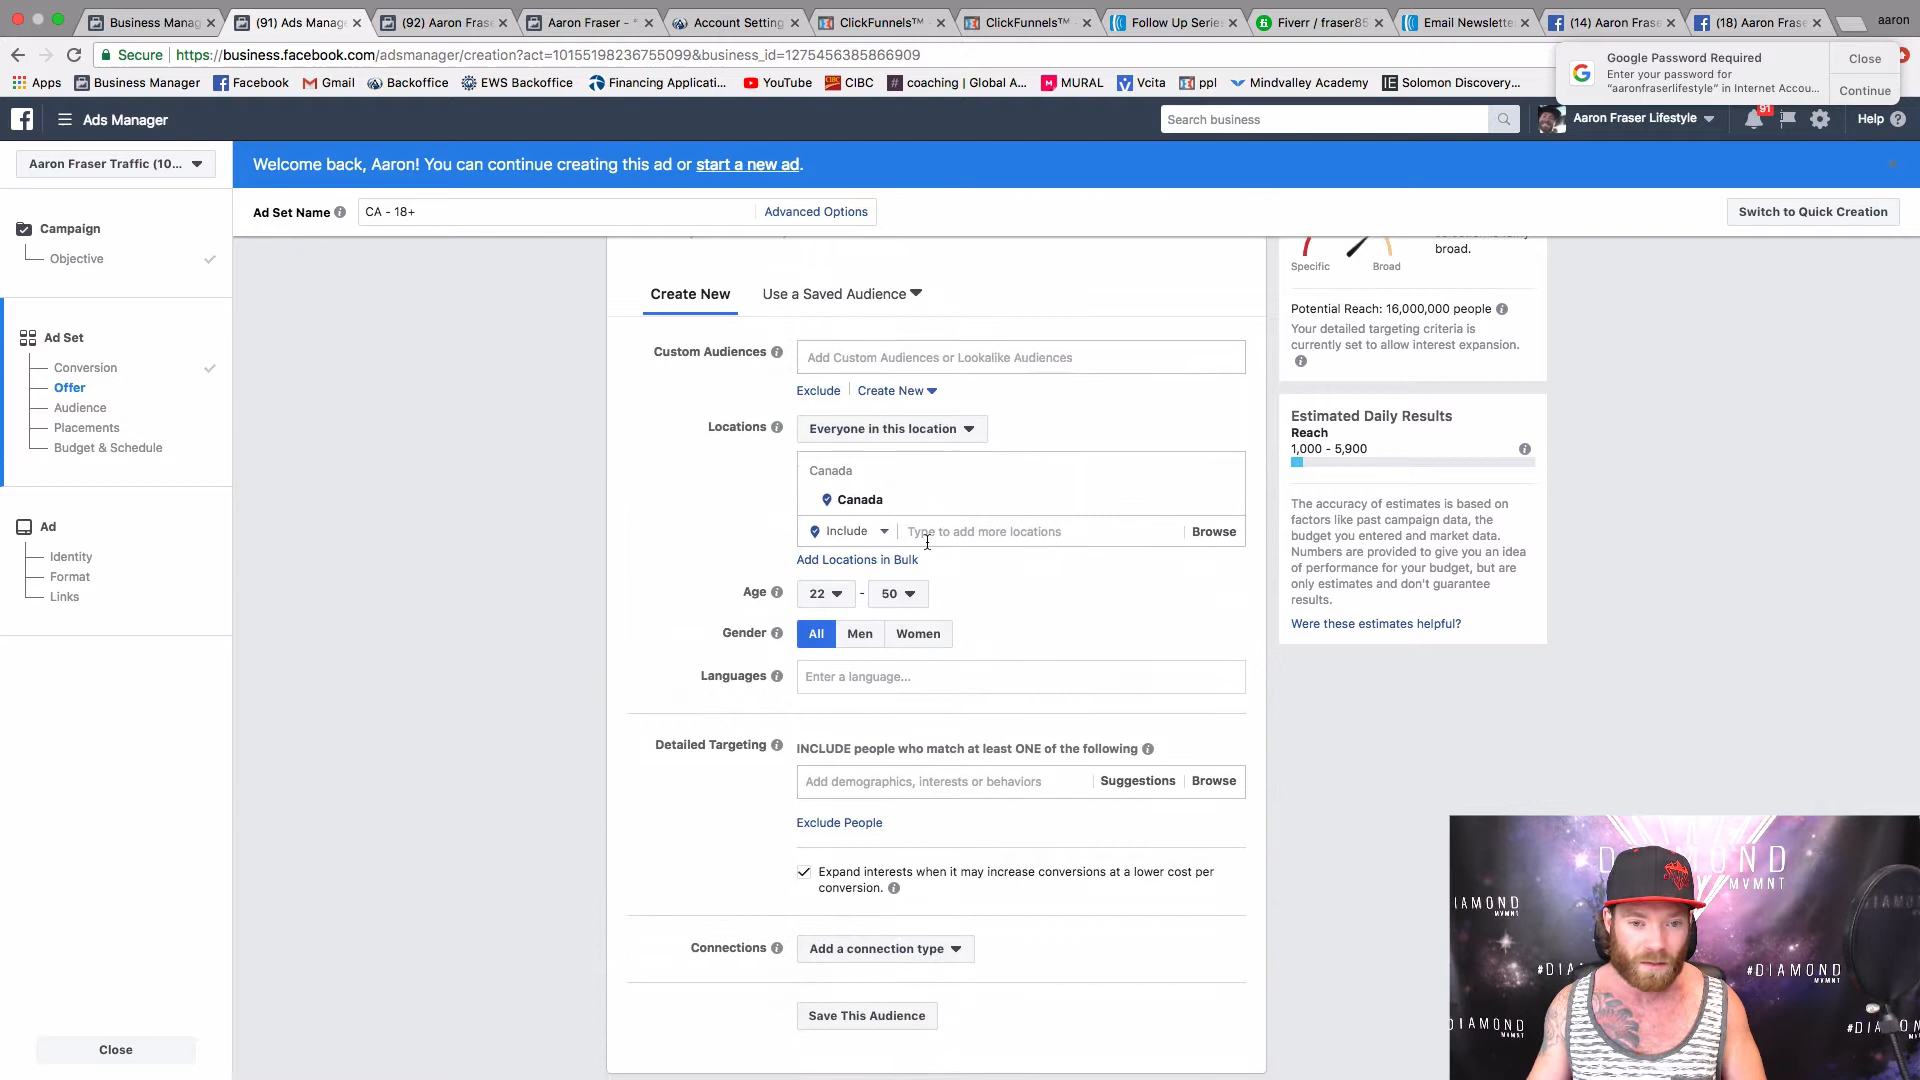 Business Manag
(91) Ads Manage
(92) Aaron Frase
Aaron Fraser - "
Account Setting
ClickFunnels™ -
ClickFunnels™ -
Follow Up Serie
Fiverr / fraser85
Email Newslette
(14) Aaron Frase
(18) Aaron Frase
aaron
Secure
https://business.facebook.com/adsmanager/creation?act=10155198236755099&business_id=1275456385866909
Apps
Business Manager
Facebook
Gmail
Backoffice
EWS Backoffice
Financing Applicati...
YouTube
CIBC
coaching | Global A...
MURAL
Vcita
ppl
Mindvalley Academy
Solomon Discovery...
Google Password Required
Enter your password for
"aaronfraserlifestyle" in Internet Accou...
Close
Continue
Ads Manager
Search business
Aaron Fraser Lifestyle
91
Help
Aaron Fraser Traffic (10...
Welcome back, Aaron! You can continue creating this ad or start a new ad.
Ad Set Name
CA - 18+
Advanced Options
Switch to Quick Creation
Campaign
Objective
Ad Set
Conversion
Offer
Audience
Placements
Budget & Schedule
Ad
Identity
Format
Links
Close
Create New
Use a Saved Audience
Custom Audiences
Add Custom Audiences or Lookalike Audiences
Exclude
Create New
Locations
Everyone in this location
Canada
Canada
Include
Type to add more locations
Browse
Add Locations in Bulk
Age
22
-
50
Gender
All
Men
Women
Languages
Enter a language...
Detailed Targeting
INCLUDE people who match at least ONE of the following
Add demographics, interests or behaviors
Suggestions
Browse
Exclude People
Expand interests when it may increase conversions at a lower cost per
conversion.
Connections
Add a connection type
Save This Audience
broad.
Specific
Broad
Potential Reach: 16,000,000 people
Your detailed targeting criteria is
currently set to allow interest expansion.
Estimated Daily Results
Reach
1,000 - 5,900
The accuracy of estimates is based on
factors like past campaign data, the
budget you entered and market data.
Numbers are provided to give you an idea
of performance for your budget, but are
only estimates and don't guarantee
results.
Were these estimates helpful?
D OND
MVMNT
IAMOND
MVMNT
#DIA
#DIAMOND
MVMNT
IAMOND
MVMNT
#DIA